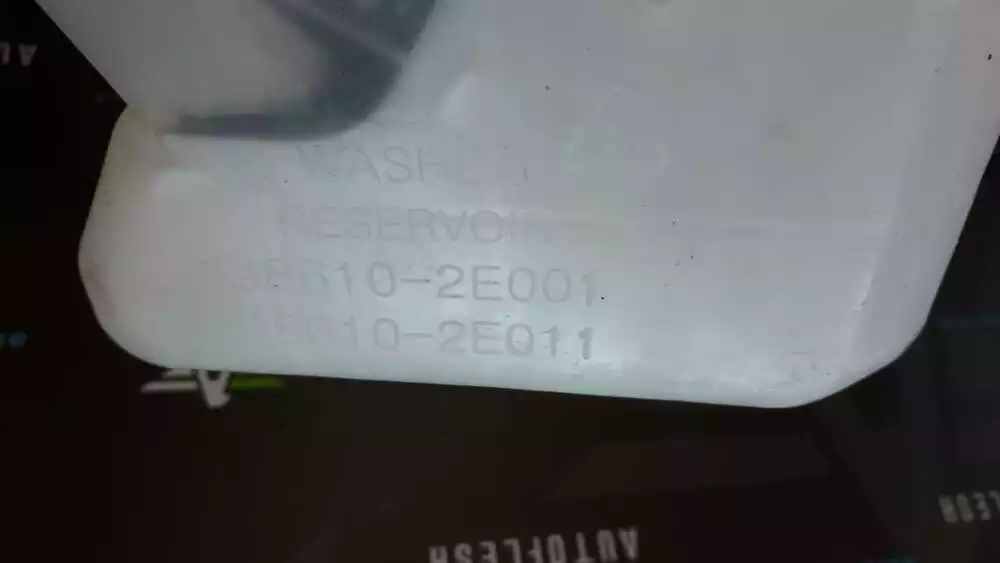 WASHER
RESERVOIR
98610-2E001
98610-2E011
AUTOFLESH